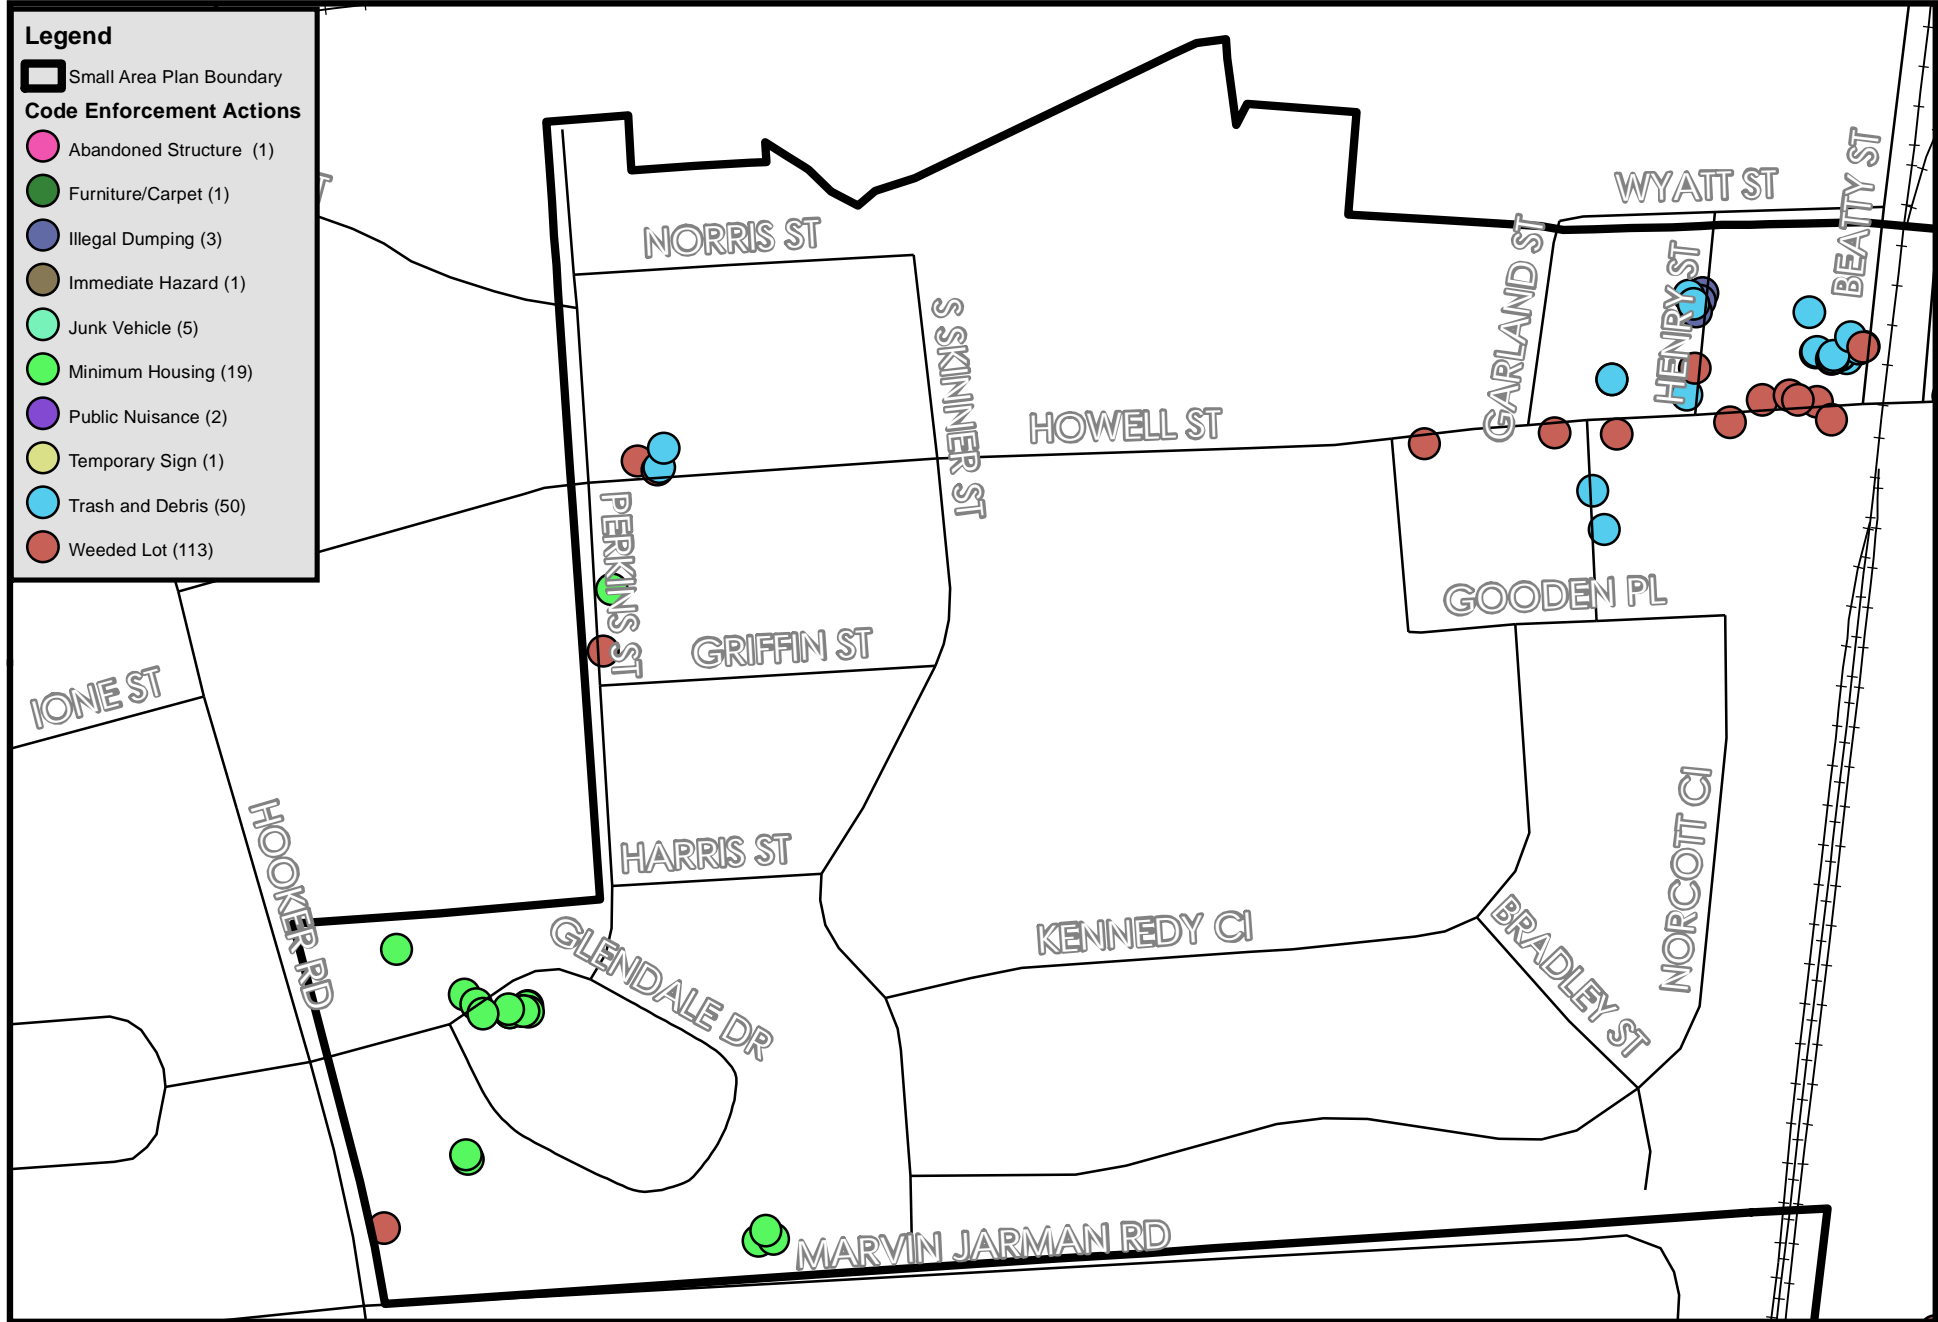 Legend
Small Area Plan Boundary
Code Enforcement Actions
Abandoned Structure (1)
Furniture/Carpet (1)
Illegal Dumping (3)
Immediate Hazard (1)
Junk Vehicle (5)
Minimum Housing (19)
Public Nuisance (2)
Temporary Sign (1)
Trash and Debris (50)
Weeded Lot (113)
WYATT ST
BEATTY ST
NORRIS ST
GARLAND ST
HENRY ST
S SKINNER ST
HOWELL ST
PERKINS ST
GOODEN PL
GRIFFIN ST
IONE ST
HOOKER RD
HARRIS ST
NORCOTT CI
GLENDALE DR
KENNEDY CI
BRADLEY ST
MARVIN JARMAN RD